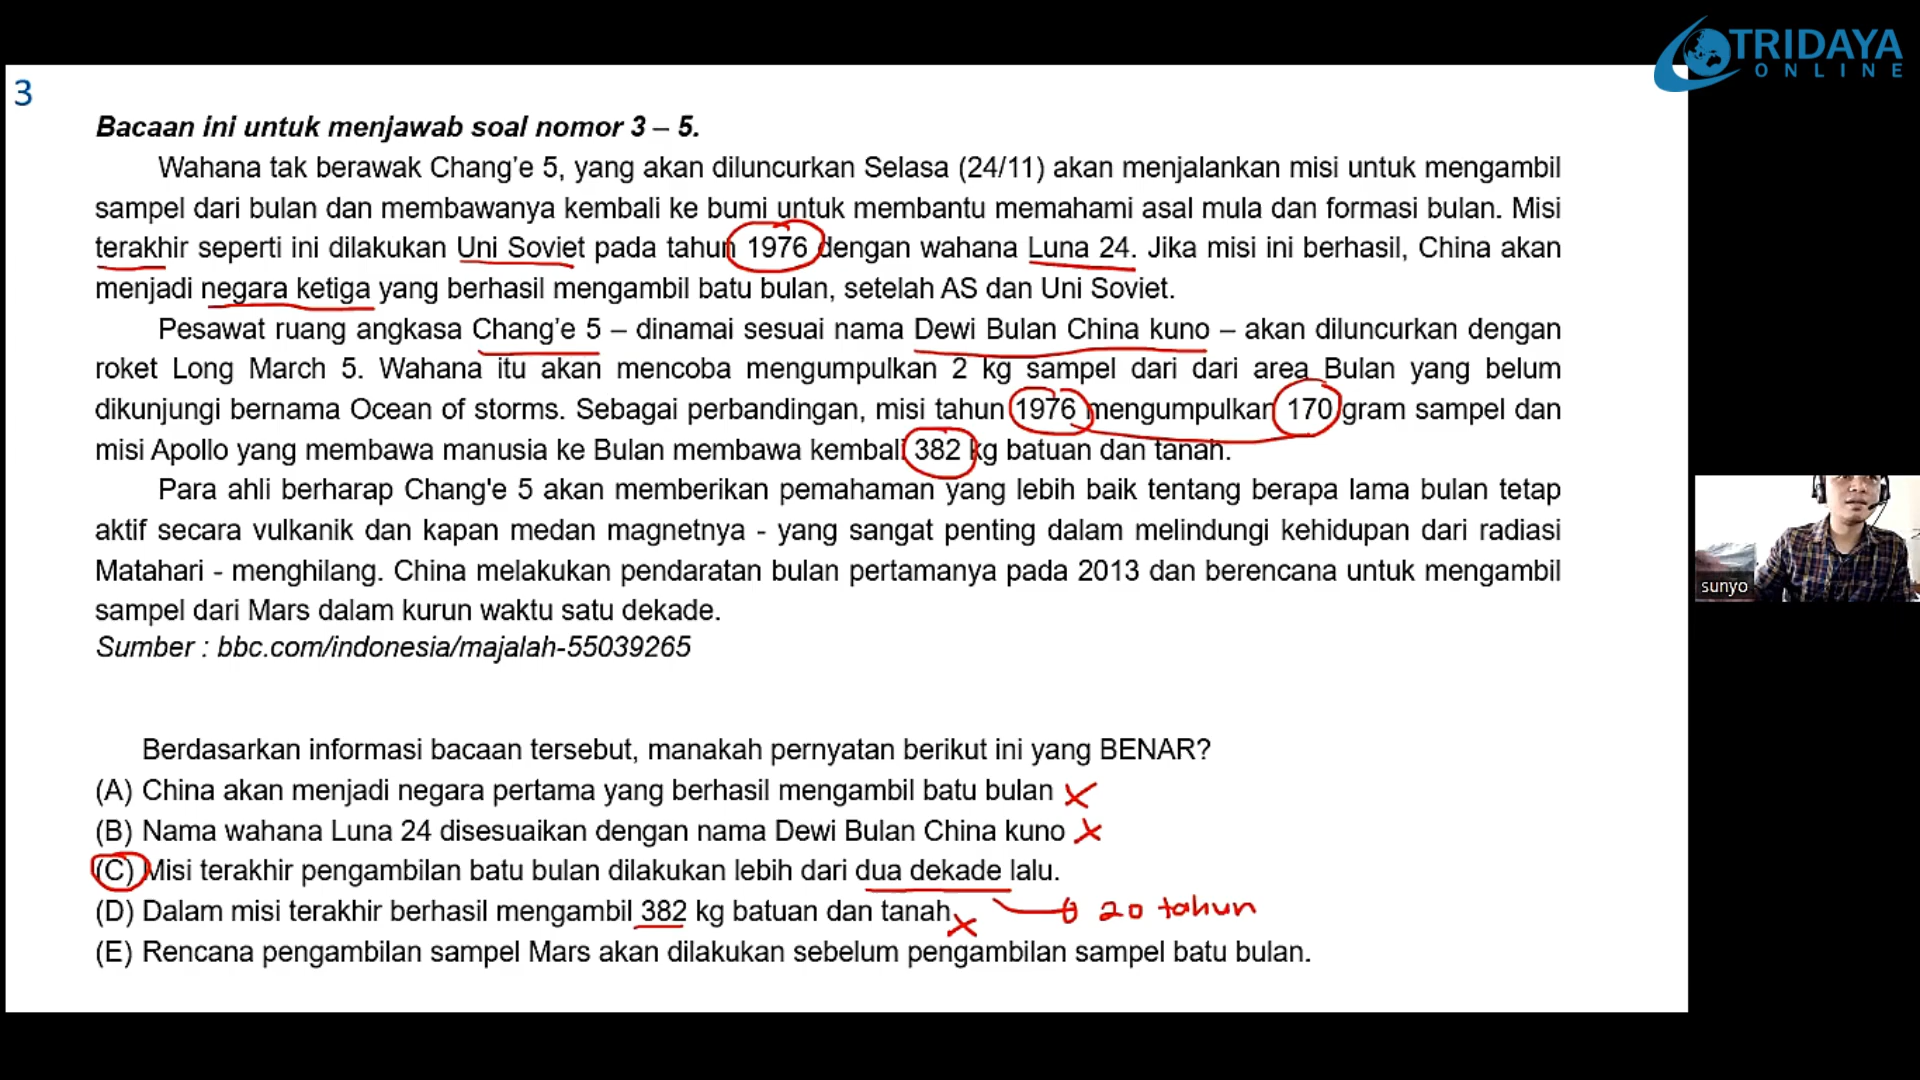 TRIDAYA
ONLINE
3
Bacaan ini untuk menjawab soal nomor 3 – 5.
Wahana tak berawak Chang’e 5, yang akan diluncurkan Selasa (24/11) akan menjalankan misi untuk mengambil
sampel dari bulan dan membawanya kembali ke bumi untuk membantu memahami asal mula dan formasi bulan. Misi
terakhir seperti ini dilakukan Uni Soviet pada tahun 1976 dengan wahana Luna 24. Jika misi ini berhasil, China akan
menjadi negara ketiga yang berhasil mengambil batu bulan, setelah AS dan Uni Soviet.
Pesawat ruang angkasa Chang’e 5 – dinamai sesuai nama Dewi Bulan China kuno – akan diluncurkan dengan
roket Long March 5. Wahana itu akan mencoba mengumpulkan 2 kg sampel dari dari area Bulan yang belum
dikunjungi bernama Ocean of storms. Sebagai perbandingan, misi tahun 1976 mengumpulkan 170 gram sampel dan
misi Apollo yang membawa manusia ke Bulan membawa kembali 382 kg batuan dan tanah.
Para ahli berharap Chang'e 5 akan memberikan pemahaman yang lebih baik tentang berapa lama bulan tetap
aktif secara vulkanik dan kapan medan magnetnya - yang sangat penting dalam melindungi kehidupan dari radiasi
Matahari - menghilang. China melakukan pendaratan bulan pertamanya pada 2013 dan berencana untuk mengambil
sampel dari Mars dalam kurun waktu satu dekade.
Sumber : bbc.com/indonesia/majalah-55039265
sunyo
Berdasarkan informasi bacaan tersebut, manakah pernyatan berikut ini yang BENAR?
(A) China akan menjadi negara pertama yang berhasil mengambil batu bulan
(B) Nama wahana Luna 24 disesuaikan dengan nama Dewi Bulan China kuno
(C) Misi terakhir pengambilan batu bulan dilakukan lebih dari dua dekade lalu.
(D) Dalam misi terakhir berhasil mengambil 382 kg batuan dan tanah
20 tahun
(E) Rencana pengambilan sampel Mars akan dilakukan sebelum pengambilan sampel batu bulan.